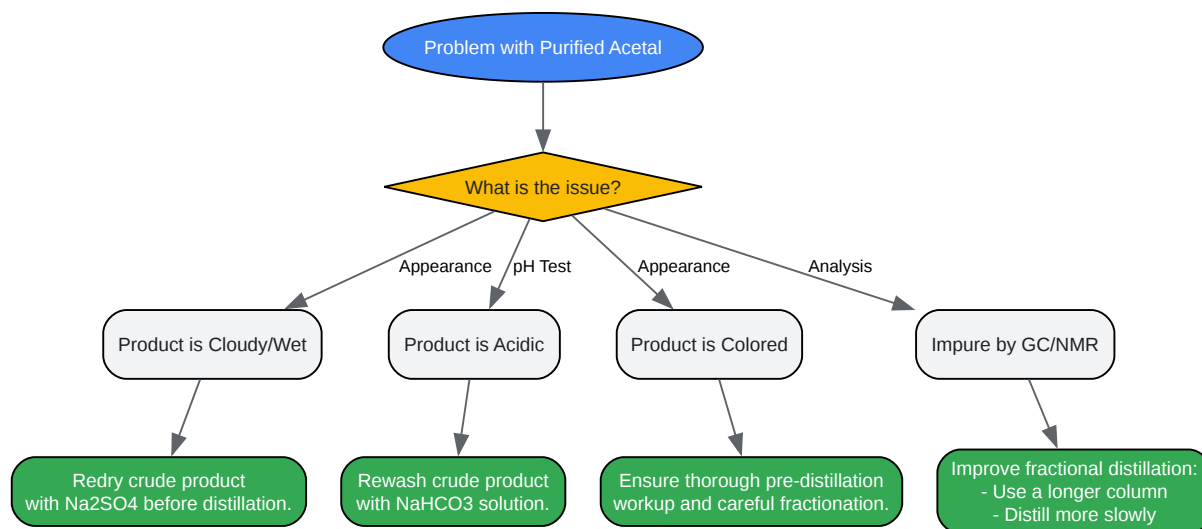 Problem with Purified Acetal
What is the issue?
Appearance
pH Test
Appearance
Analysis
Product is Cloudy/Wet
Product is Acidic
Product is Colored
Impure by GC/NMR
Redry crude product
with Na2SO4 before distillation.
Rewash crude product
with NaHCO3 solution.
Ensure thorough pre-distillation
workup and careful fractionation.
Improve fractional distillation:
- Use a longer column
- Distill more slowly